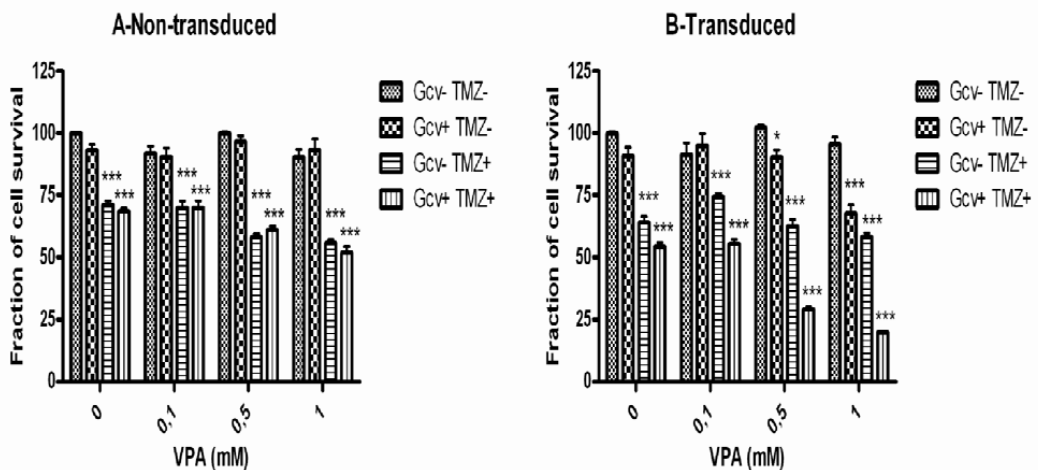 A-Non-transduced
Fraction of cell survival
125
100
75
50
25
0
*** ***
*** ***
*** ***
*** ***
0
0,1
0,5
1
VPA (mM)
Gcv- TMZ-
Gcv+ TMZ-
Gcv- TMZ+
Gcv+ TMZ+
B-Transduced
Fraction of cell survival
125
100
75
50
25
0
*** ***
*** ***
* *** ***
*** *** ***
0
0,1
0,5
1
VPA (mM)
Gcv- TMZ-
Gcv+ TMZ-
Gcv- TMZ+
Gcv+ TMZ+